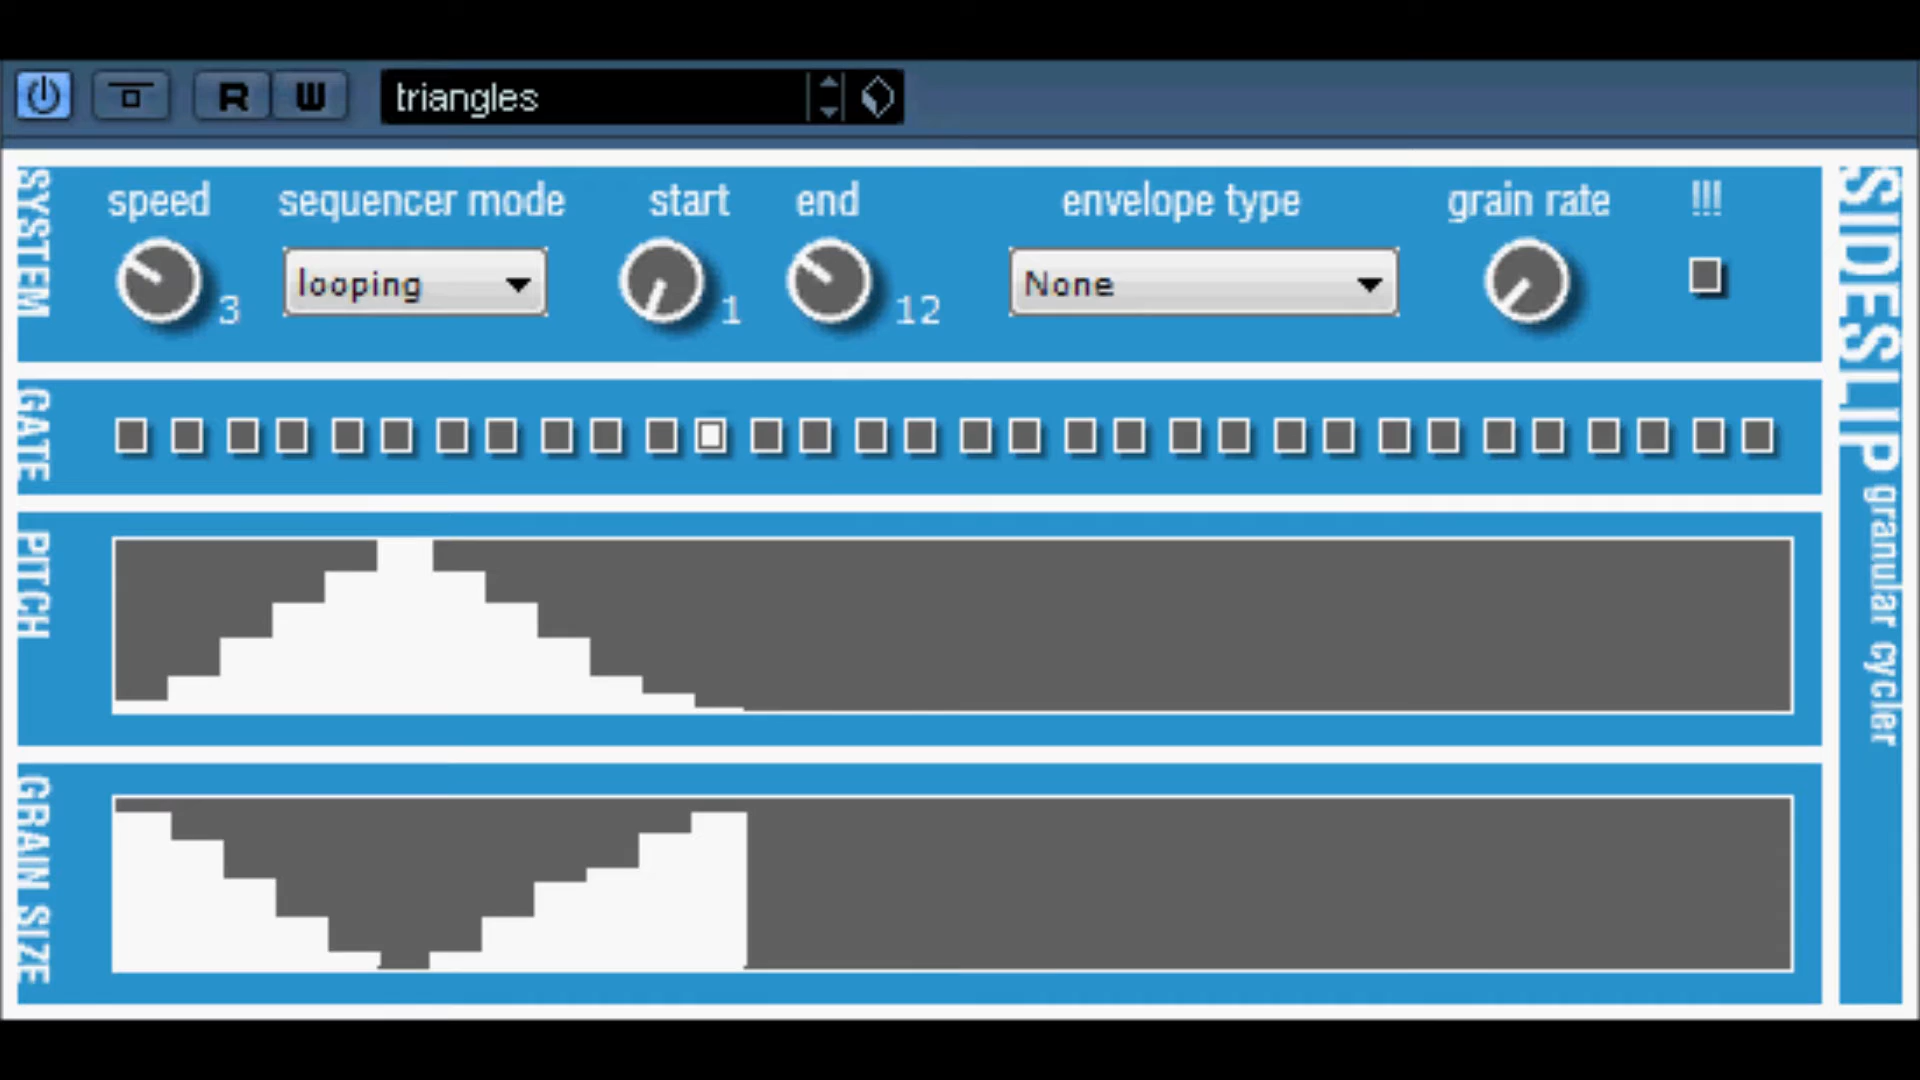 R W triangles
SYSTEM
speed sequencer mode start end envelope type grain rate !!!
3 looping 1 12 None
GATE
PITCH
GRAIN SIZE
SIDESLIP granular cycler